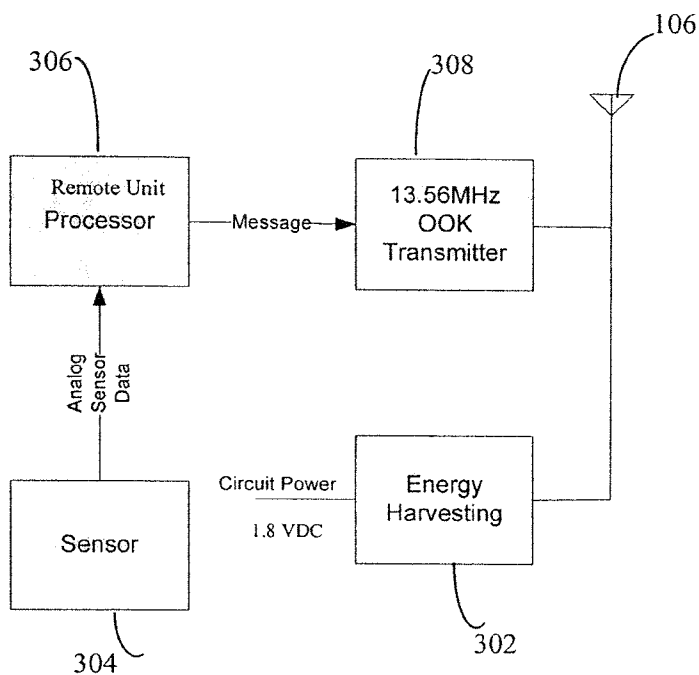 306
308
106
Remote Unit
Processor
Message
13.56MHz
OOK
Transmitter
Analog
Sensor
Data
Sensor
304
Circuit Power
1.8 VDC
Energy
Harvesting
302